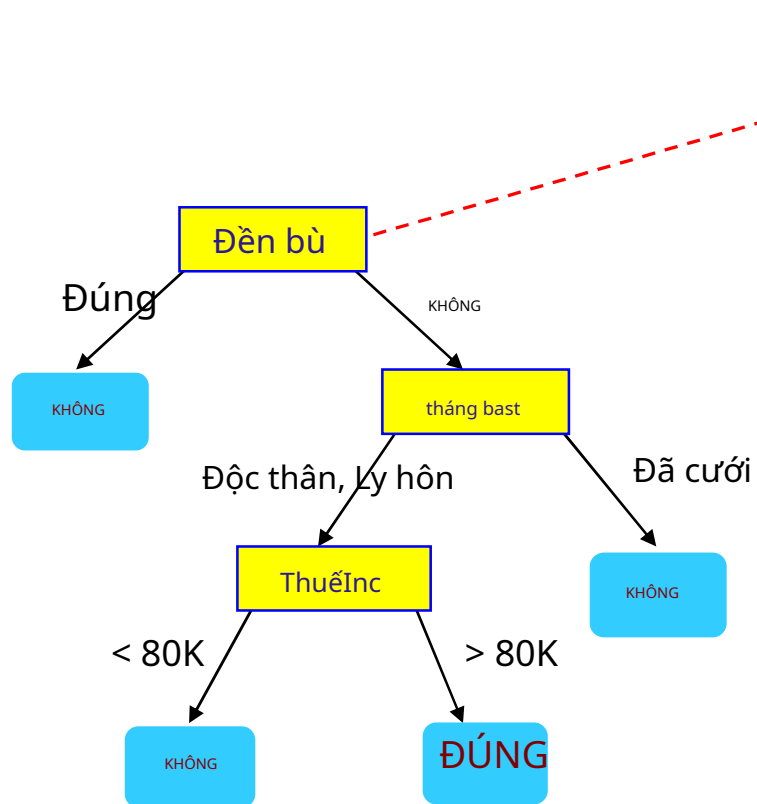 Đền bù
Đúng
KHÔNG
KHÔNG
tháng bast
Độc thân, Ly hôn
Đã cưới
ThuếInc
KHÔNG
< 80K
> 80K
KHÔNG
ĐÚNG